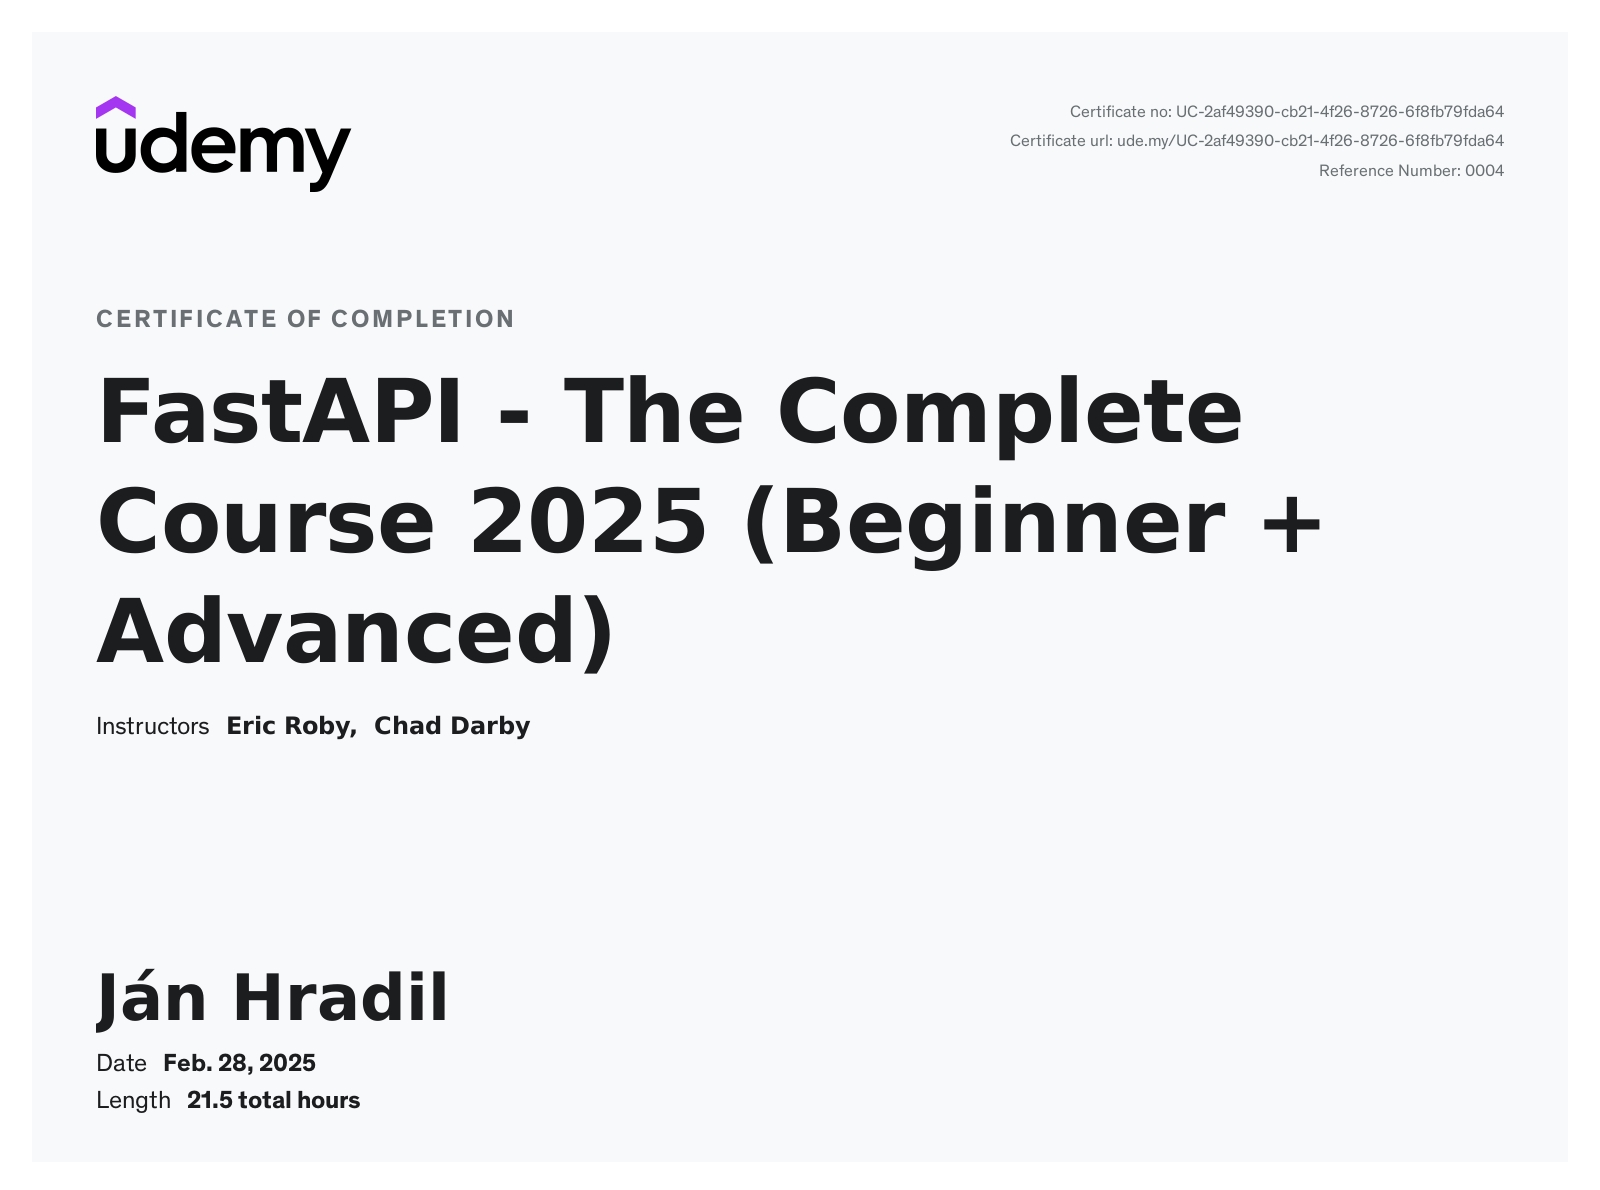 udemy
Certificate no: UC-2af49390-cb21-4f26-8726-6f8fb79fda64
Certificate url: ude.my/UC-2af49390-cb21-4f26-8726-6f8fb79fda64
Reference Number: 0004
CERTIFICATE OF COMPLETION
FastAPI - The Complete
Course 2025 (Beginner +
Advanced)
Instructors Eric Roby, Chad Darby
Ján Hradil
Date Feb. 28, 2025
Length 21.5 total hours